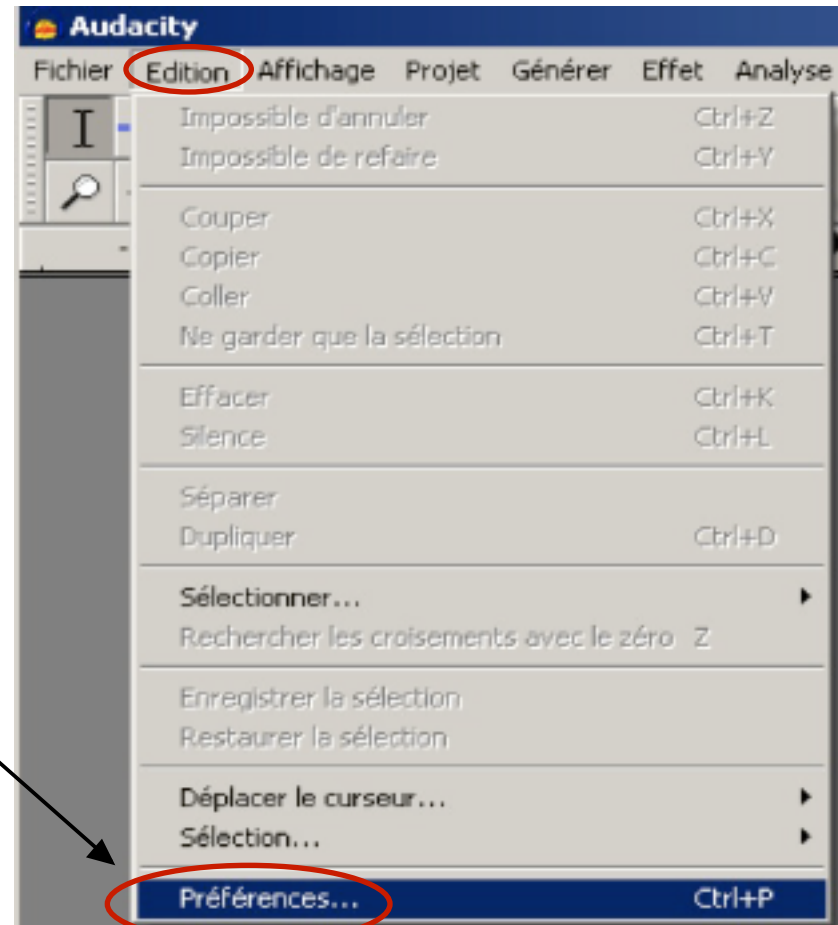 Audacity
Fichier Edition Affichage Projet Générer Effet Analyse
Impossible d'annuler Ctrl+Z
Impossible de refaire Ctrl+Y
Couper Ctrl+X
Copier Ctrl+C
Coller Ctrl+V
Ne garder que la sélection Ctrl+T
Effacer Ctrl+K
Silence Ctrl+L
Séparer
Dupliquer Ctrl+D
Sélectionner...
Rechercher les croisements avec le zéro Z
Enregistrer la sélection
Restaurer la sélection
Déplacer le curseur...
Sélection...
Préférences... Ctrl+P